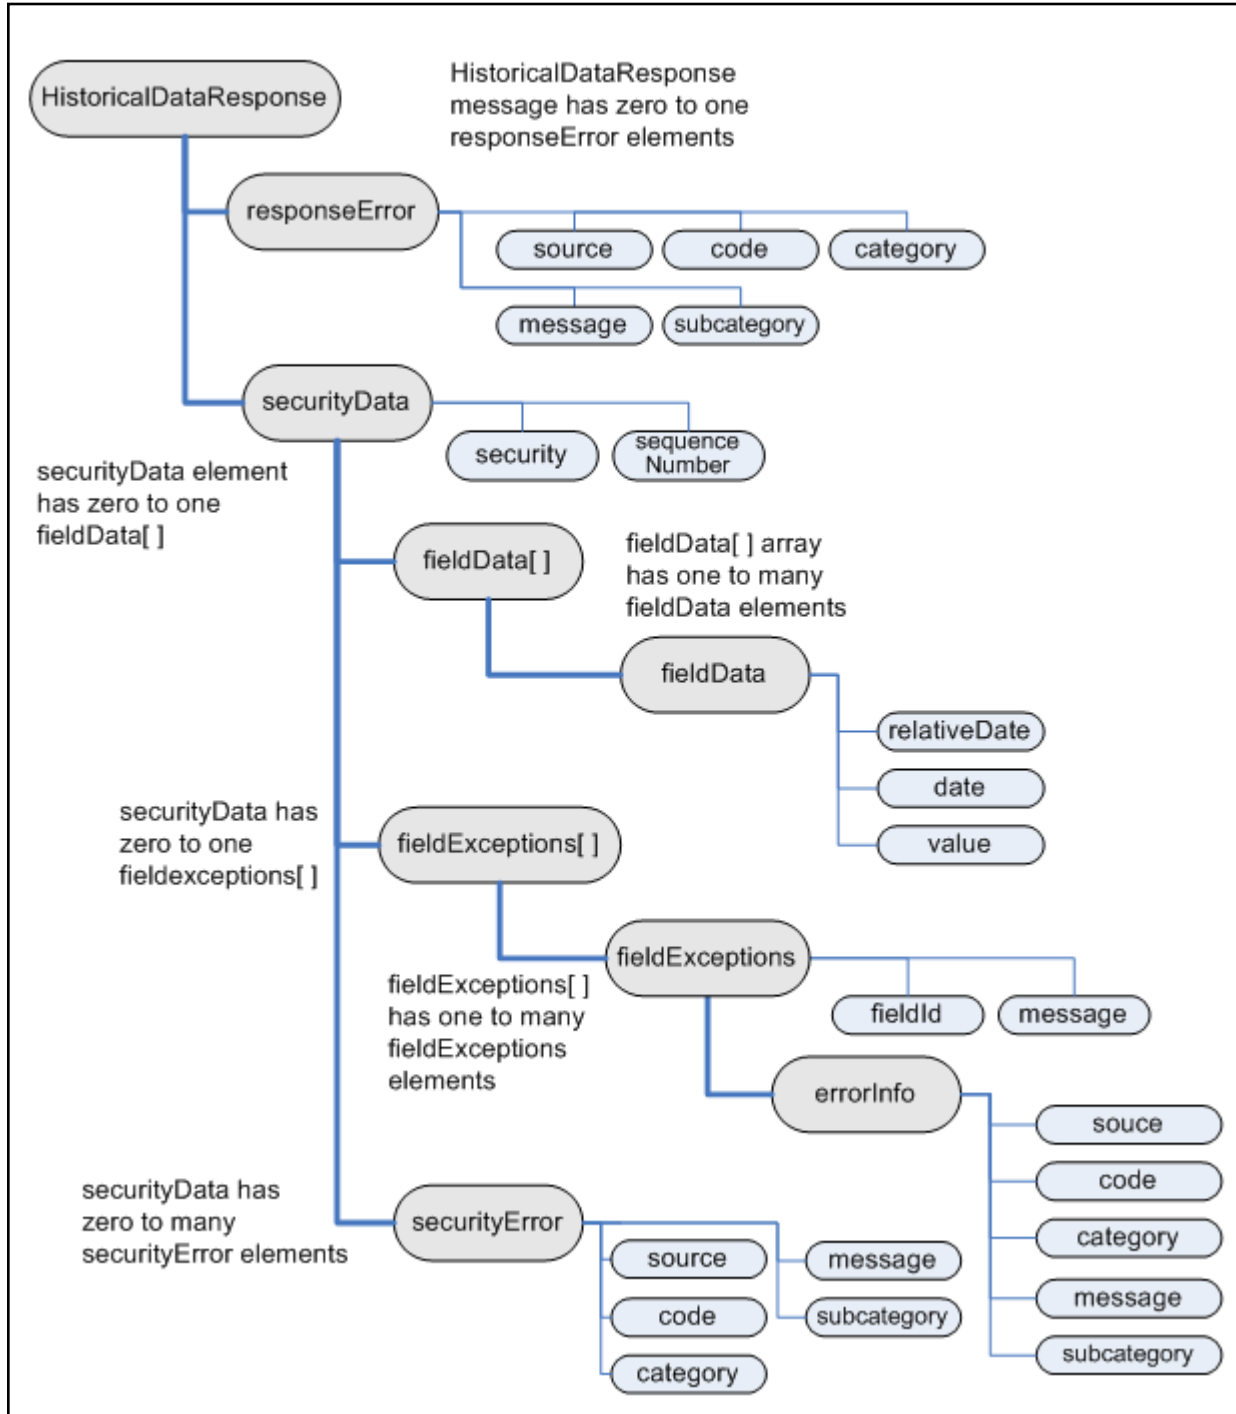 HistoricalDataResponse
HistoricalDataResponse
message has zero to one
responseError elements
responseError
source
code
category
message
subcategory
securityData
security
sequence
Number
securityData element
has zero to one
fieldData[ ]
fieldData[ ]
fieldData[ ] array
has one to many
fieldData elements
fieldData
relativeDate
date
value
securityData has
zero to one
fieldexceptions[ ]
fieldExceptions[ ]
fieldExceptions
fieldId
message
fieldExceptions[ ]
has one to many
fieldExceptions
elements
errorInfo
souce
code
category
message
subcategory
securityData has
zero to many
securityError elements
securityError
source
code
category
message
subcategory